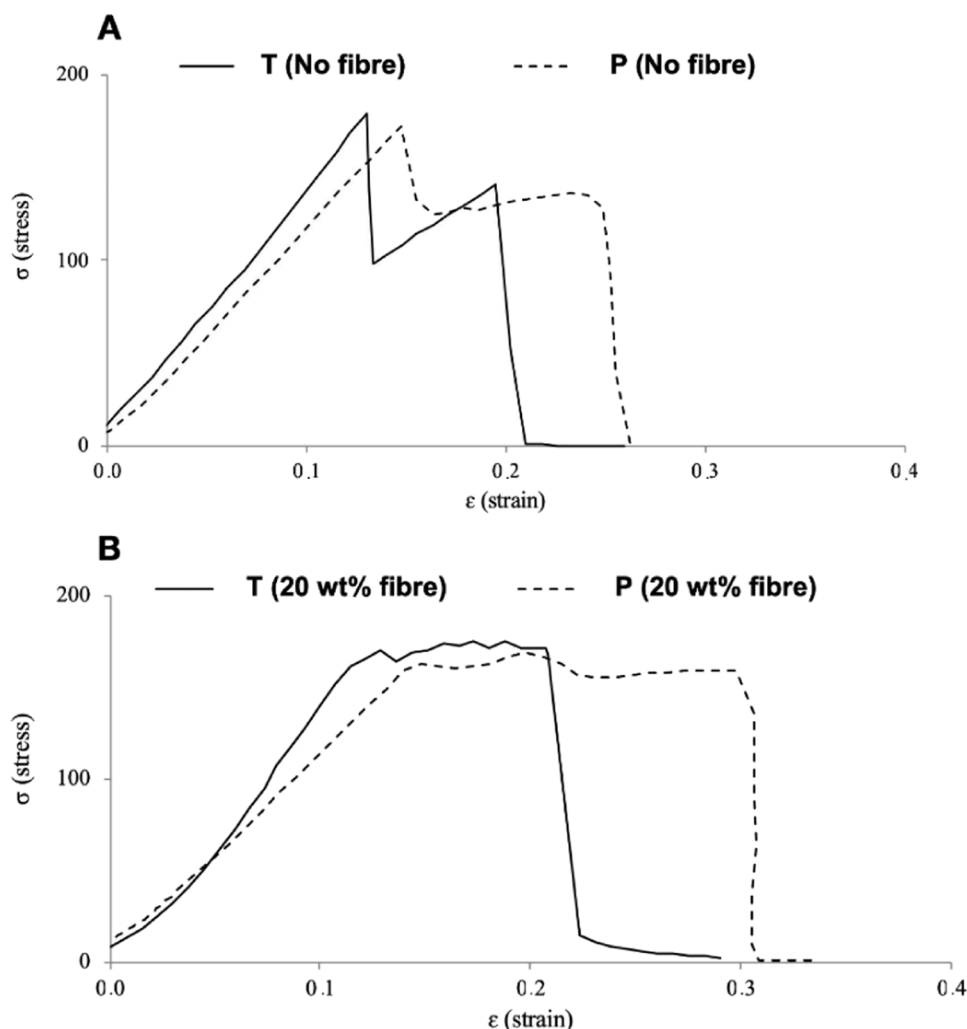 A
T (No fibre) P (No fibre)
200
100
0
σ (stress)
0.0 0.1 0.2 0.3 0.4
ε (strain)
B
T (20 wt% fibre) P (20 wt% fibre)
200
100
0
σ (stress)
0.0 0.1 0.2 0.3 0.4
ε (strain)